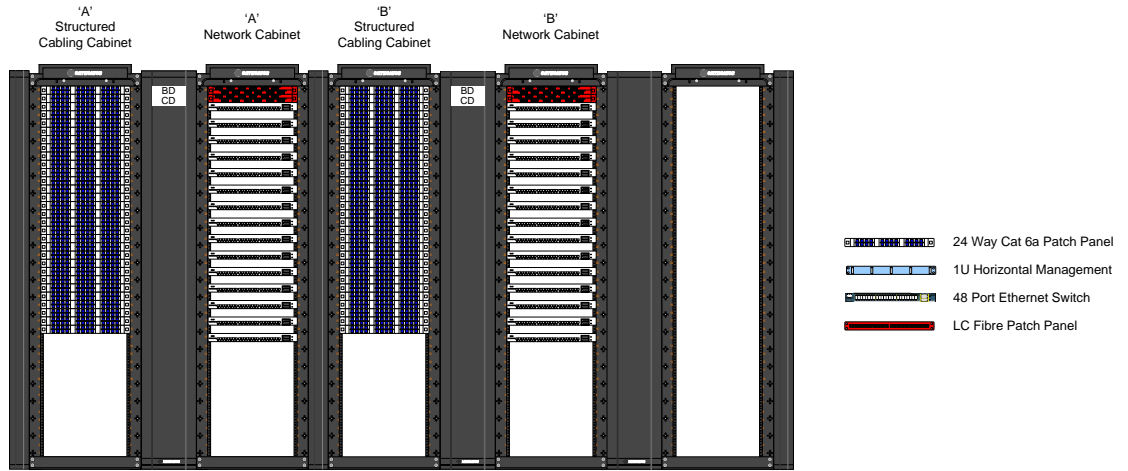 'A'
Structured
Cabling Cabinet
'A'
Network Cabinet
'B'
Structured
Cabling Cabinet
'B'
Network Cabinet
BD
CD
BD
CD
24 Way Cat 6a Patch Panel
1U Horizontal Management
48 Port Ethernet Switch
LC Fibre Patch Panel